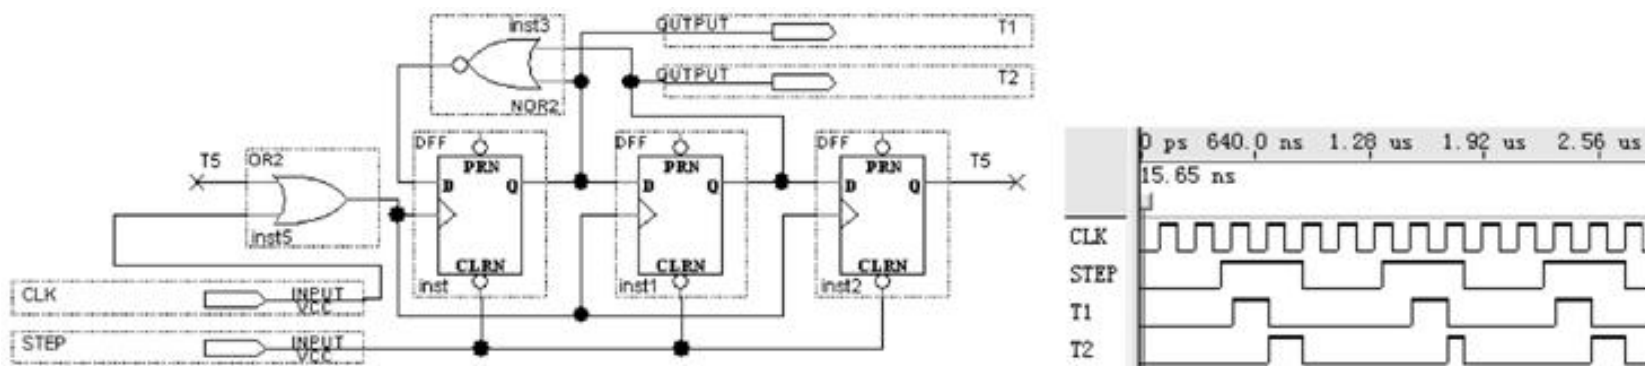 inst3
NOR2
OUTPUT T1
OUTPUT T2
T5
OR2
inst5
DFF
PRN
D Q
CLRN
inst
DFF
PRN
D Q
CLRN
inst1
DFF
PRN
D Q
CLRN
inst2
T5
CLK INPUT
VCC
STEP INPUT
VCC
0 ps 640.0 ns 1.28 us 1.92 us 2.56 us
15.65 ns
CLK
STEP
T1
T2